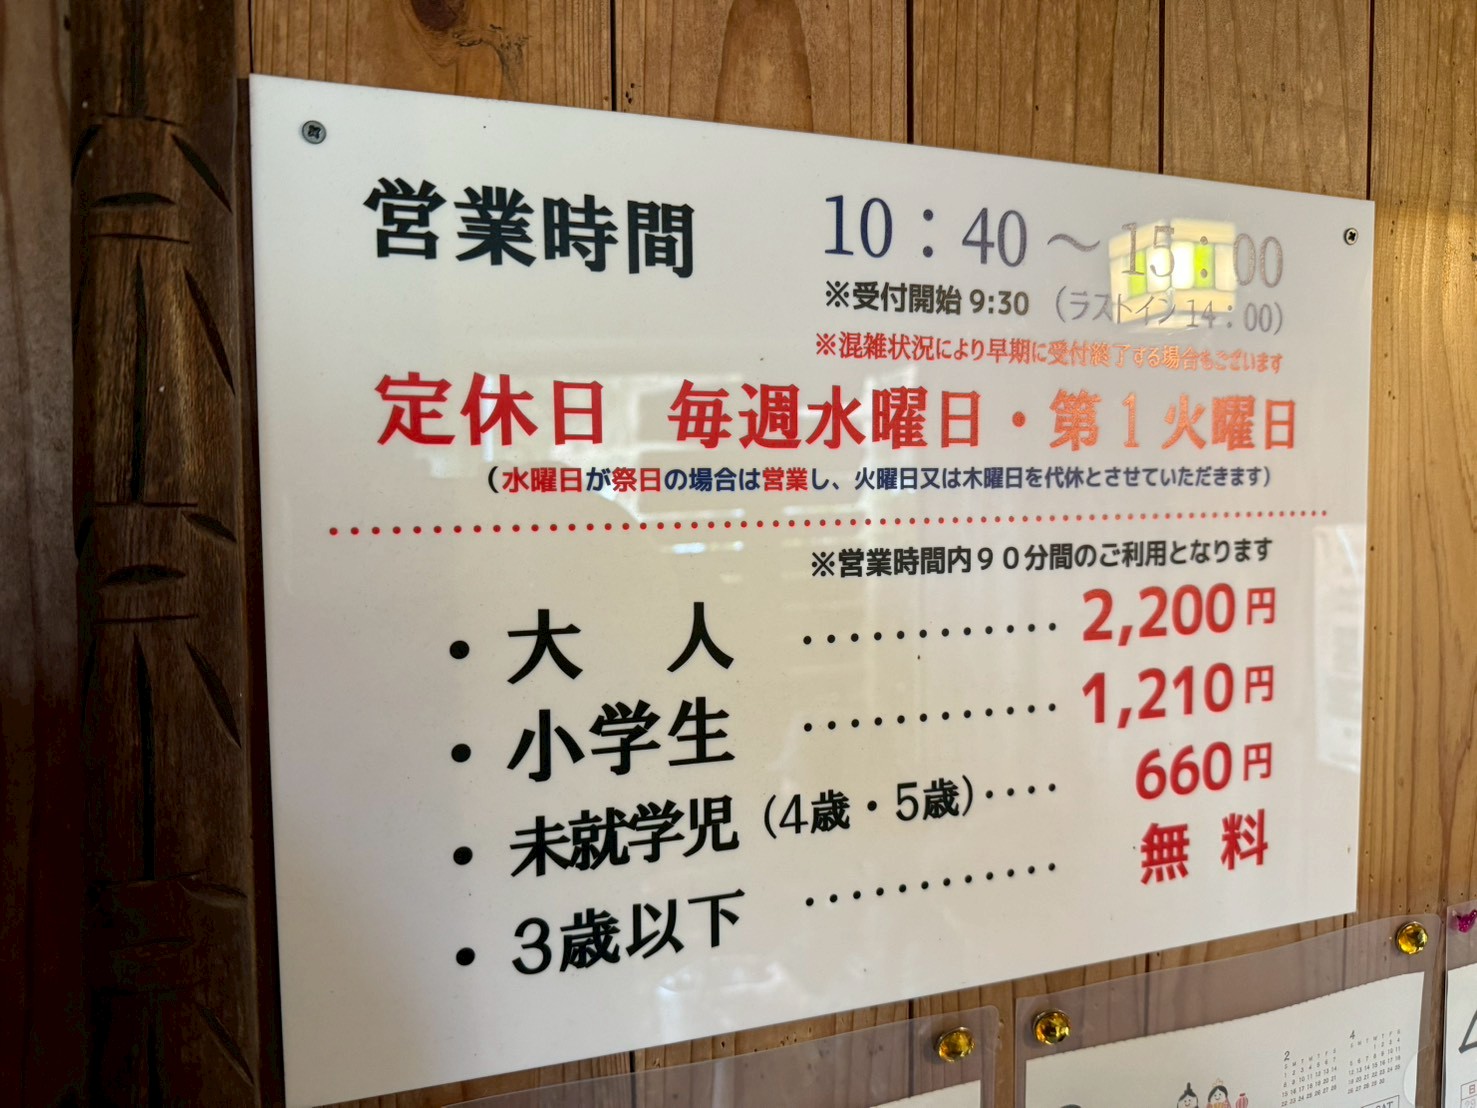 営業時間 10：40～15：00
※受付開始 9:30 （ラストイン14：00）
※混雑状況により早期に受付終了する場合もございます
定休日 毎週水曜日・第1火曜日
（水曜日が祭日の場合は営業し、火曜日又は木曜日を代休とさせていただきます）
※営業時間内90分間のご利用となります
・大人 ………… 2,200円
・小学生 ………… 1,210円
・未就学児（4歳・5歳）…… 660円
・3歳以下 ………… 無料